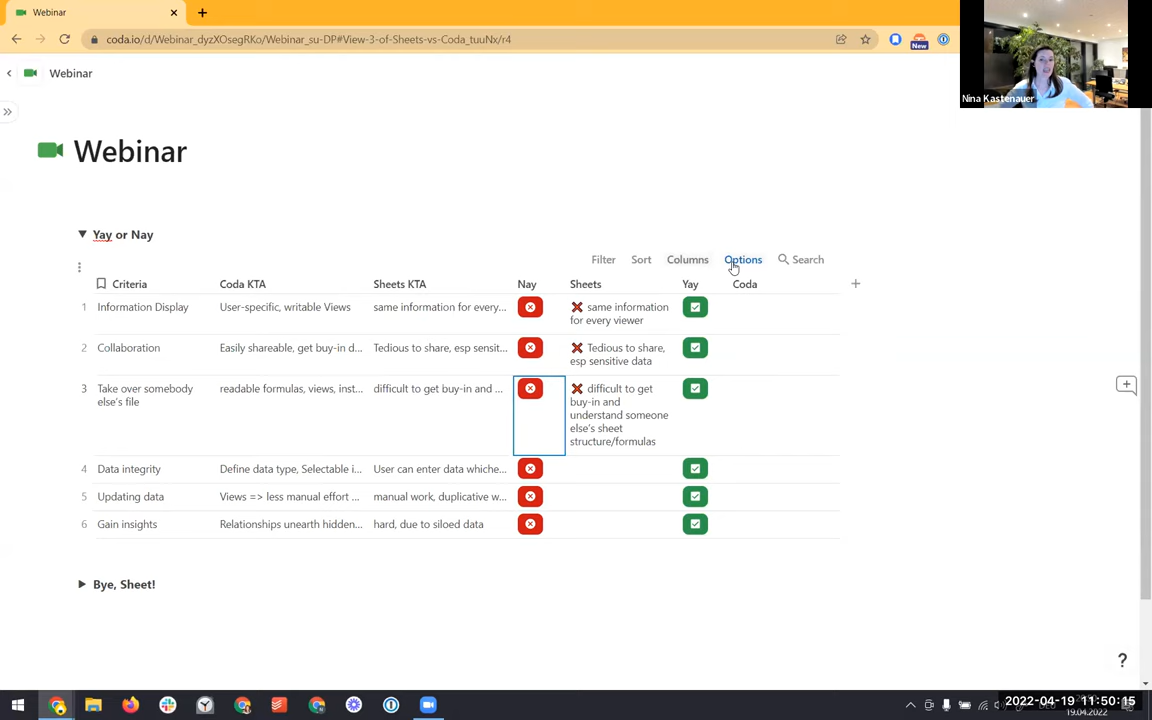 Webinar
coda.io/d/Webinar_dyzXOsegRKo/Webinar_su-DP#View-3-of-Sheets-vs-Coda_tuuNx/r4
New
Nina Kastenauer
Webinar
Webinar
Yay or Nay
Filter Sort Columns Options Search
Criteria Coda KTA Sheets KTA Nay Sheets Yay Coda
1 Information Display User-specific, writable Views same information for every... ❌ same information
for every viewer
2 Collaboration Easily shareable, get buy-in d... Tedious to share, esp sensit... ❌ Tedious to share,
esp sensitive data
3 Take over somebody readable formulas, views, inst... difficult to get buy-in and ... ❌ difficult to get
else's file buy-in and
understand someone
else's sheet
structure/formulas
4 Data integrity Define data type, Selectable i... User can enter data whiche...
5 Updating data Views => less manual effort ... manual work, duplicative w...
6 Gain insights Relationships unearth hidden... hard, due to siloed data
Bye, Sheet!
?
2022-04-19 11:50:15
19.04.2022